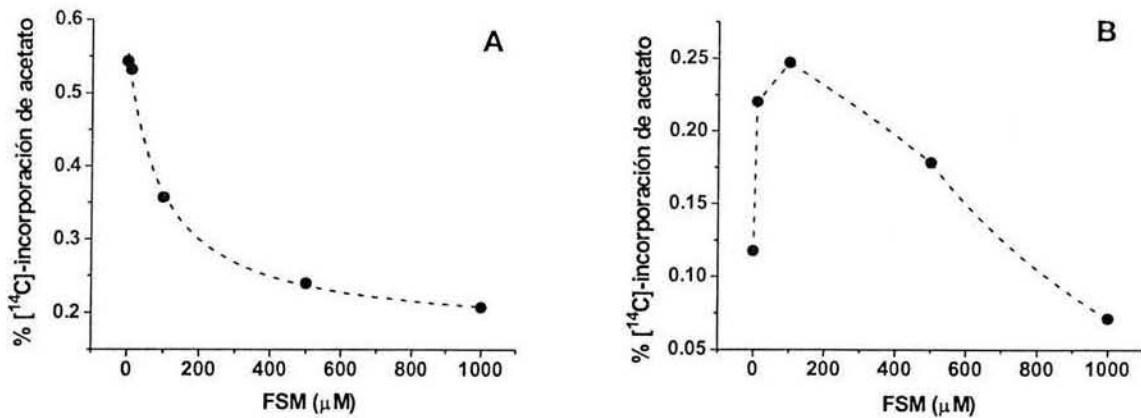 A
% [¹⁴C]-incorporación de acetato
0.6
0.5
0.4
0.3
0.2
0 200 400 600 800 1000
FSM (µM)
B
% [¹⁴C]-incorporación de acetato
0.25
0.20
0.15
0.10
0.05
0 200 400 600 800 1000
FSM (µM)